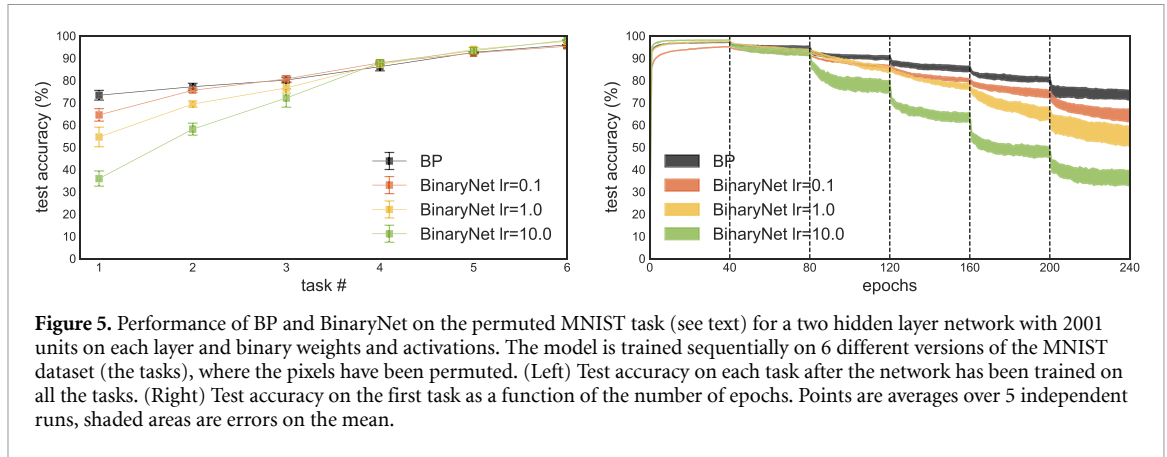 100
90
80
70
60
50
40
30
20
10
0
test accuracy (%)
BP
BinaryNet lr=0.1
BinaryNet lr=1.0
BinaryNet lr=10.0
1 2 3 4 5 6
task #
100
90
80
70
60
50
40
30
20
10
0
test accuracy (%)
BP
BinaryNet lr=0.1
BinaryNet lr=1.0
BinaryNet lr=10.0
0 40 80 120 160 200 240
epochs
Figure 5. Performance of BP and BinaryNet on the permuted MNIST task (see text) for a two hidden layer network with 2001
units on each layer and binary weights and activations. The model is trained sequentially on 6 different versions of the MNIST
dataset (the tasks), where the pixels have been permuted. (Left) Test accuracy on each task after the network has been trained on
all the tasks. (Right) Test accuracy on the first task as a function of the number of epochs. Points are averages over 5 independent
runs, shaded areas are errors on the mean.